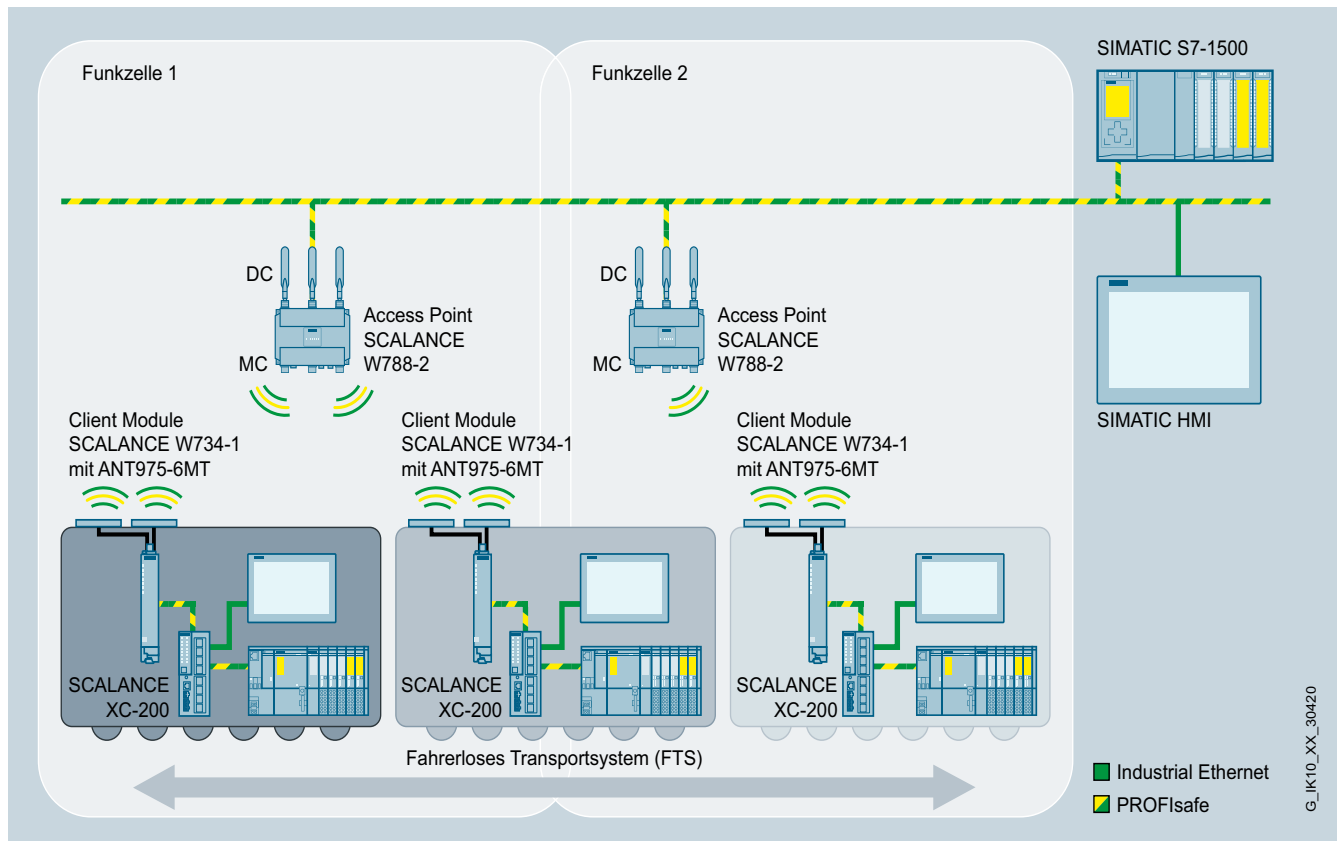 Funkzelle 1
Funkzelle 2
SIMATIC S7-1500
DC
MC
Access Point
SCALANCE
W788-2
DC
MC
Access Point
SCALANCE
W788-2
SIMATIC HMI
Client Module
SCALANCE W734-1
mit ANT975-6MT
Client Module
SCALANCE W734-1
mit ANT975-6MT
Client Module
SCALANCE W734-1
mit ANT975-6MT
SCALANCE
XC-200
SCALANCE
XC-200
SCALANCE
XC-200
Fahrerloses Transportsystem (FTS)
Industrial Ethernet
PROFIsafe
G_IK10_XX_30420